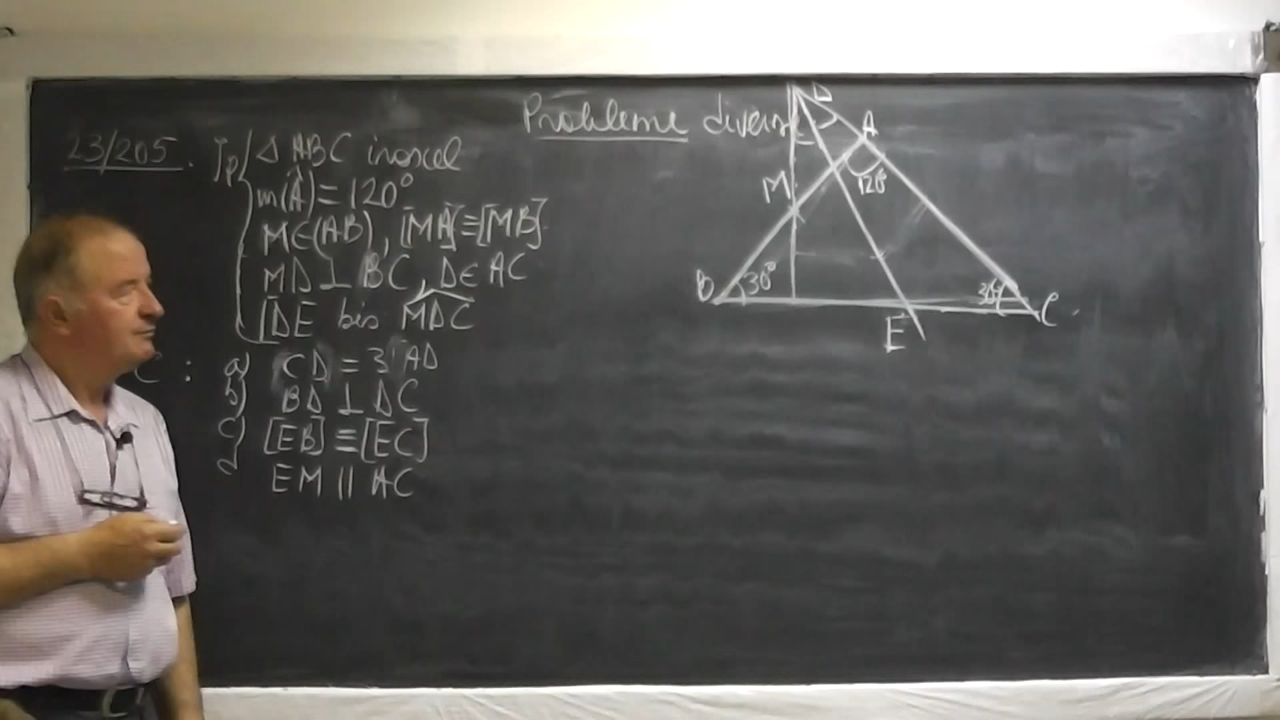 Probleme diverse
23/205. Ip/ Δ ABC isoscel
m(Â) = 120°
M∈(AB), [MA]≡[MB]
MD ⊥ BC, D∈ AC
[DE bis MDC
C : a) CD = 3 AD
b) BD ⊥ DC
c) [EB] ≡ [EC]
d) EM || AC
D
A
120°
M
B 30°
30° C
E